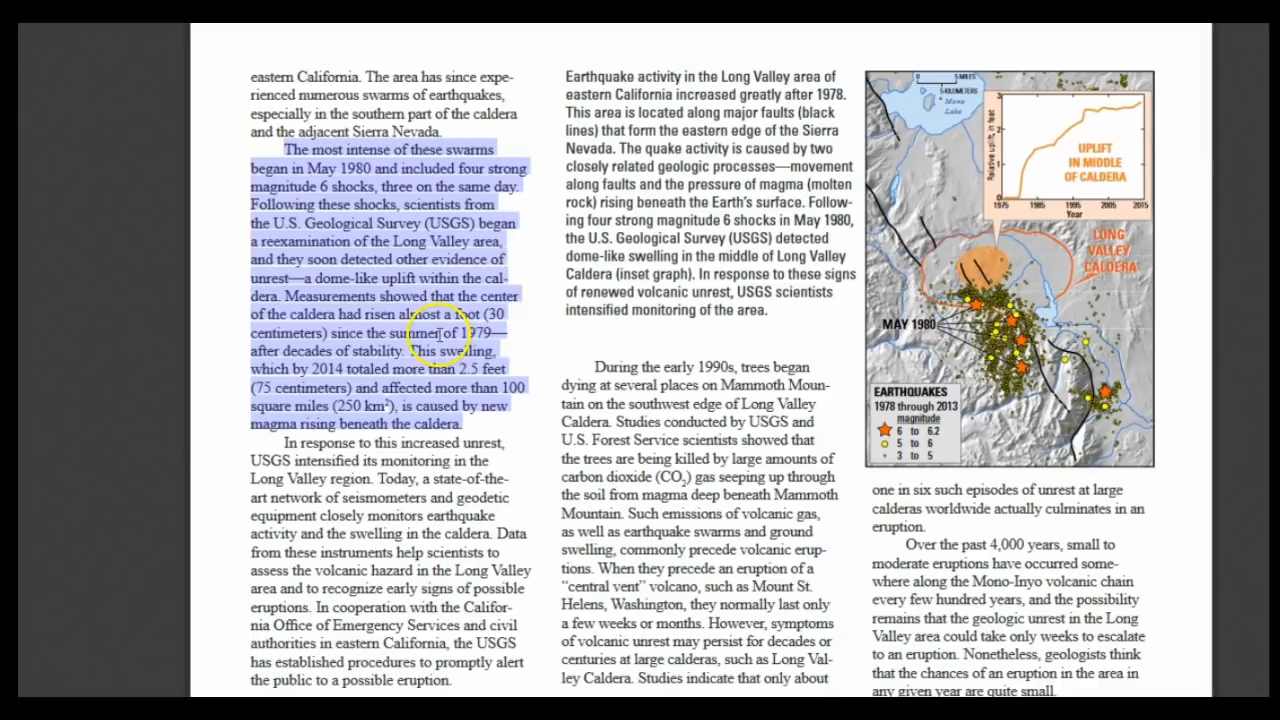 eastern California. The area has since expe-
rienced numerous swarms of earthquakes,
especially in the southern part of the caldera
and the adjacent Sierra Nevada.
The most intense of these swarms
began in May 1980 and included four strong
magnitude 6 shocks, three on the same day.
Following these shocks, scientists from
the U.S. Geological Survey (USGS) began
a reexamination of the Long Valley area,
and they soon detected other evidence of
unrest—a dome-like uplift within the cal-
dera. Measurements showed that the center
of the caldera had risen almost a foot (30
centimeters) since the summer of 1979—
after decades of stability. This swelling,
which by 2014 totaled more than 2.5 feet
(75 centimeters) and affected more than 100
square miles (250 km²), is caused by new
magma rising beneath the caldera.
In response to this increased unrest,
USGS intensified its monitoring in the
Long Valley region. Today, a state-of-the-
art network of seismometers and geodetic
equipment closely monitors earthquake
activity and the swelling in the caldera. Data
from these instruments help scientists to
assess the volcanic hazard in the Long Valley
area and to recognize early signs of possible
eruptions. In cooperation with the Califor-
nia Office of Emergency Services and civil
authorities in eastern California, the USGS
has established procedures to promptly alert
the public to a possible eruption.
Earthquake activity in the Long Valley area of
eastern California increased greatly after 1978.
This area is located along major faults (black
lines) that form the eastern edge of the Sierra
Nevada. The quake activity is caused by two
closely related geologic processes—movement
along faults and the pressure of magma (molten
rock) rising beneath the Earth's surface. Follow-
ing four strong magnitude 6 shocks in May 1980,
the U.S. Geological Survey (USGS) detected
dome-like swelling in the middle of Long Valley
Caldera (inset graph). In response to these signs
of renewed volcanic unrest, USGS scientists
intensified monitoring of the area.
During the early 1990s, trees began
dying at several places on Mammoth Moun-
tain on the southwest edge of Long Valley
Caldera. Studies conducted by USGS and
U.S. Forest Service scientists showed that
the trees are being killed by large amounts of
carbon dioxide (CO₂) gas seeping up through
the soil from magma deep beneath Mammoth
Mountain. Such emissions of volcanic gas,
as well as earthquake swarms and ground
swelling, commonly precede volcanic erup-
tions. When they precede an eruption of a
“central vent” volcano, such as Mount St.
Helens, Washington, they normally last only
a few weeks or months. However, symptoms
of volcanic unrest may persist for decades or
centuries at large calderas, such as Long Val-
ley Caldera. Studies indicate that only about
0 5 MILES
5 KILOMETERS
Mono
Lake
3
2
1
0
Relative uplift, in feet
1975 1985 1995 2005 2015
Year
UPLIFT
IN MIDDLE
OF CALDERA
LONG
VALLEY
CALDERA
MAY 1980
EARTHQUAKES
1978 through 2013
magnitude
6 to 6.2
5 to 6
3 to 5
one in six such episodes of unrest at large
calderas worldwide actually culminates in an
eruption.
Over the past 4,000 years, small to
moderate eruptions have occurred some-
where along the Mono-Inyo volcanic chain
every few hundred years, and the possibility
remains that the geologic unrest in the Long
Valley area could take only weeks to escalate
to an eruption. Nonetheless, geologists think
that the chances of an eruption in the area in
any given year are quite small.